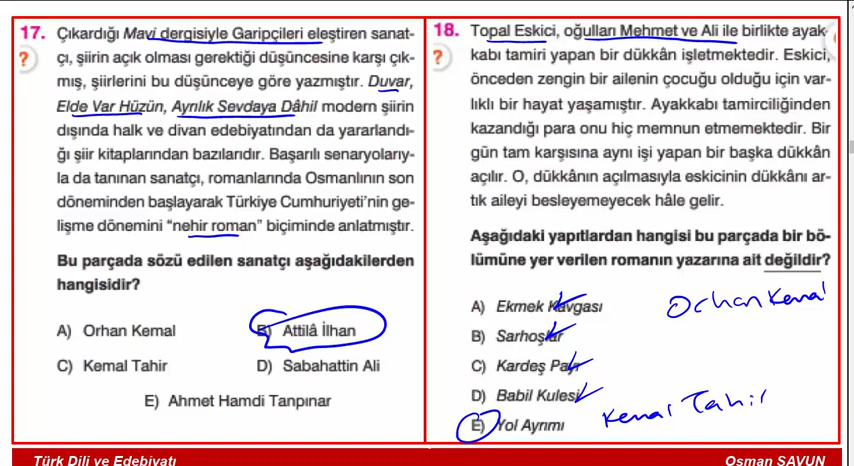 17. Çıkardığı Mavi dergisiyle Garipçileri eleştiren sanat-
çı, şiirin açık olması gerektiği düşüncesine karşı çık-
mış, şiirlerini bu düşünceye göre yazmıştır. Duvar,
Elde Var Hüzün, Ayrılık Sevdaya Dâhil modern şiirin
dışında halk ve divan edebiyatından da yararlandı-
ğı şiir kitaplarından bazılarıdır. Başarılı senaryolarıy-
la da tanınan sanatçı, romanlarında Osmanlının son
döneminden başlayarak Türkiye Cumhuriyeti'nin ge-
lişme dönemini “nehir roman” biçiminde anlatmıştır.
Bu parçada sözü edilen sanatçı aşağıdakilerden
hangisidir?
A) Orhan Kemal
B) Attilâ İlhan
C) Kemal Tahir
D) Sabahattin Ali
E) Ahmet Hamdi Tanpınar
18. Topal Eskici, oğulları Mehmet ve Ali ile birlikte ayak-
kabı tamiri yapan bir dükkân işletmektedir. Eskici,
önceden zengin bir ailenin çocuğu olduğu için var-
lıklı bir hayat yaşamıştır. Ayakkabı tamirciliğinden
kazandığı para onu hiç memnun etmemektedir. Bir
gün tam karşısına aynı işi yapan bir başka dükkân
açılır. O, dükkânın açılmasıyla eskicinin dükkânı ar-
tık aileyi besleyemeyecek hâle gelir.
Aşağıdaki yapıtlardan hangisi bu parçada bir bö-
lümüne yer verilen romanın yazarına ait değildir?
A) Ekmek Kavgası
B) Sarhoşlar
C) Kardeş Payı
D) Babil Kulesi
E) Yol Ayrımı
Orhan Kemal
Kemal Tahir
?
?
Türk Dili ve Edebiyatı
Osman SAVUN